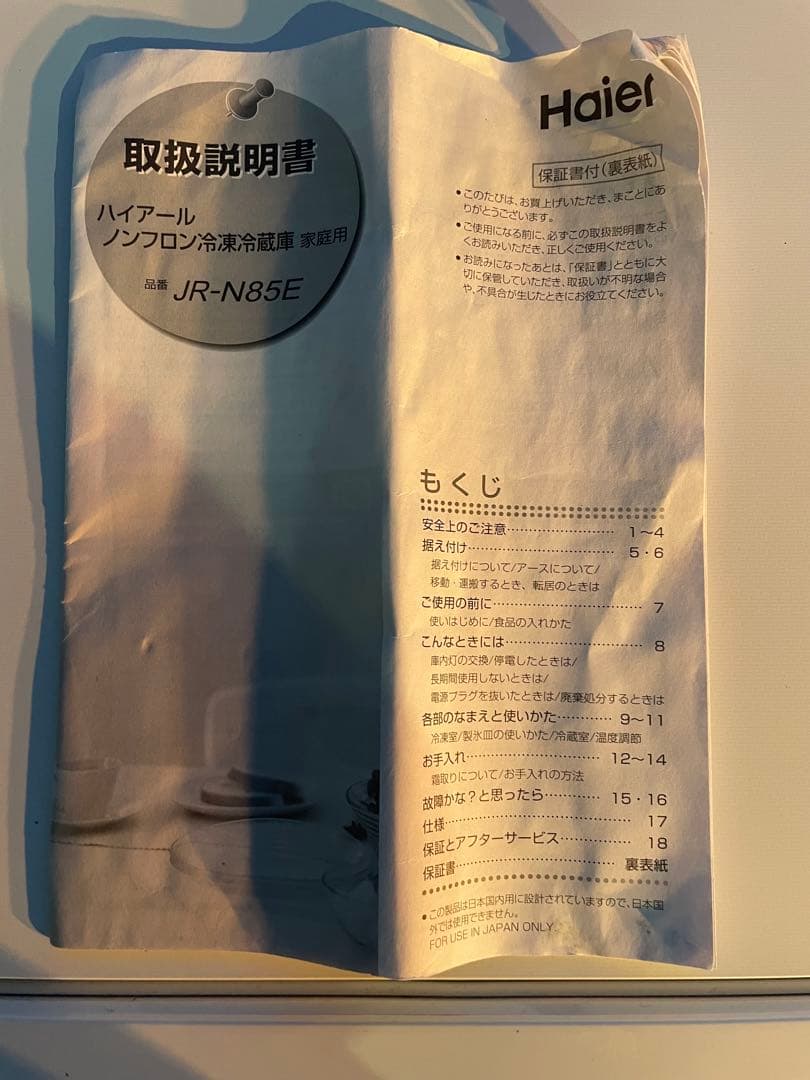 取扱説明書
ハイアール
ノンフロン冷凍冷蔵庫 家庭用
品番 JR-N85E
Haier
保証書付(裏表紙)
●このたびは、お買上げいただき、まことにあ
りがとうございます。
●ご使用になる前に、必ずこの取扱説明書をよ
くお読みいただき、正しくご使用ください。
●お読みになったあとは、「保証書」とともに大
切に保管していただき、取扱いが不明な場合
や、不具合が生じたときにお役立てください。
もくじ
安全上のご注意…………………… 1〜4
据え付け…………………………… 5・6
据え付けについて/アースについて/
移動・運搬するとき、転居のときは
ご使用の前に……………………………… 7
使いはじめに/食品の入れかた
こんなときには…………………………… 8
庫内灯の交換/停電したときは/
長期間使用しないときは/
電源プラグを抜いたときは/廃棄処分するときは
各部のなまえと使いかた………… 9〜11
冷凍室/製氷皿の使いかた/冷蔵室/温度調節
お手入れ…………………………… 12〜14
霜取りについて/お手入れの方法
故障かな?と思ったら………… 15・16
仕様……………………………………… 17
保証とアフターサービス…………… 18
保証書……………………………… 裏表紙
●この製品は日本国内用に設計されていますので、日本国
外では使用できません。
FOR USE IN JAPAN ONLY.